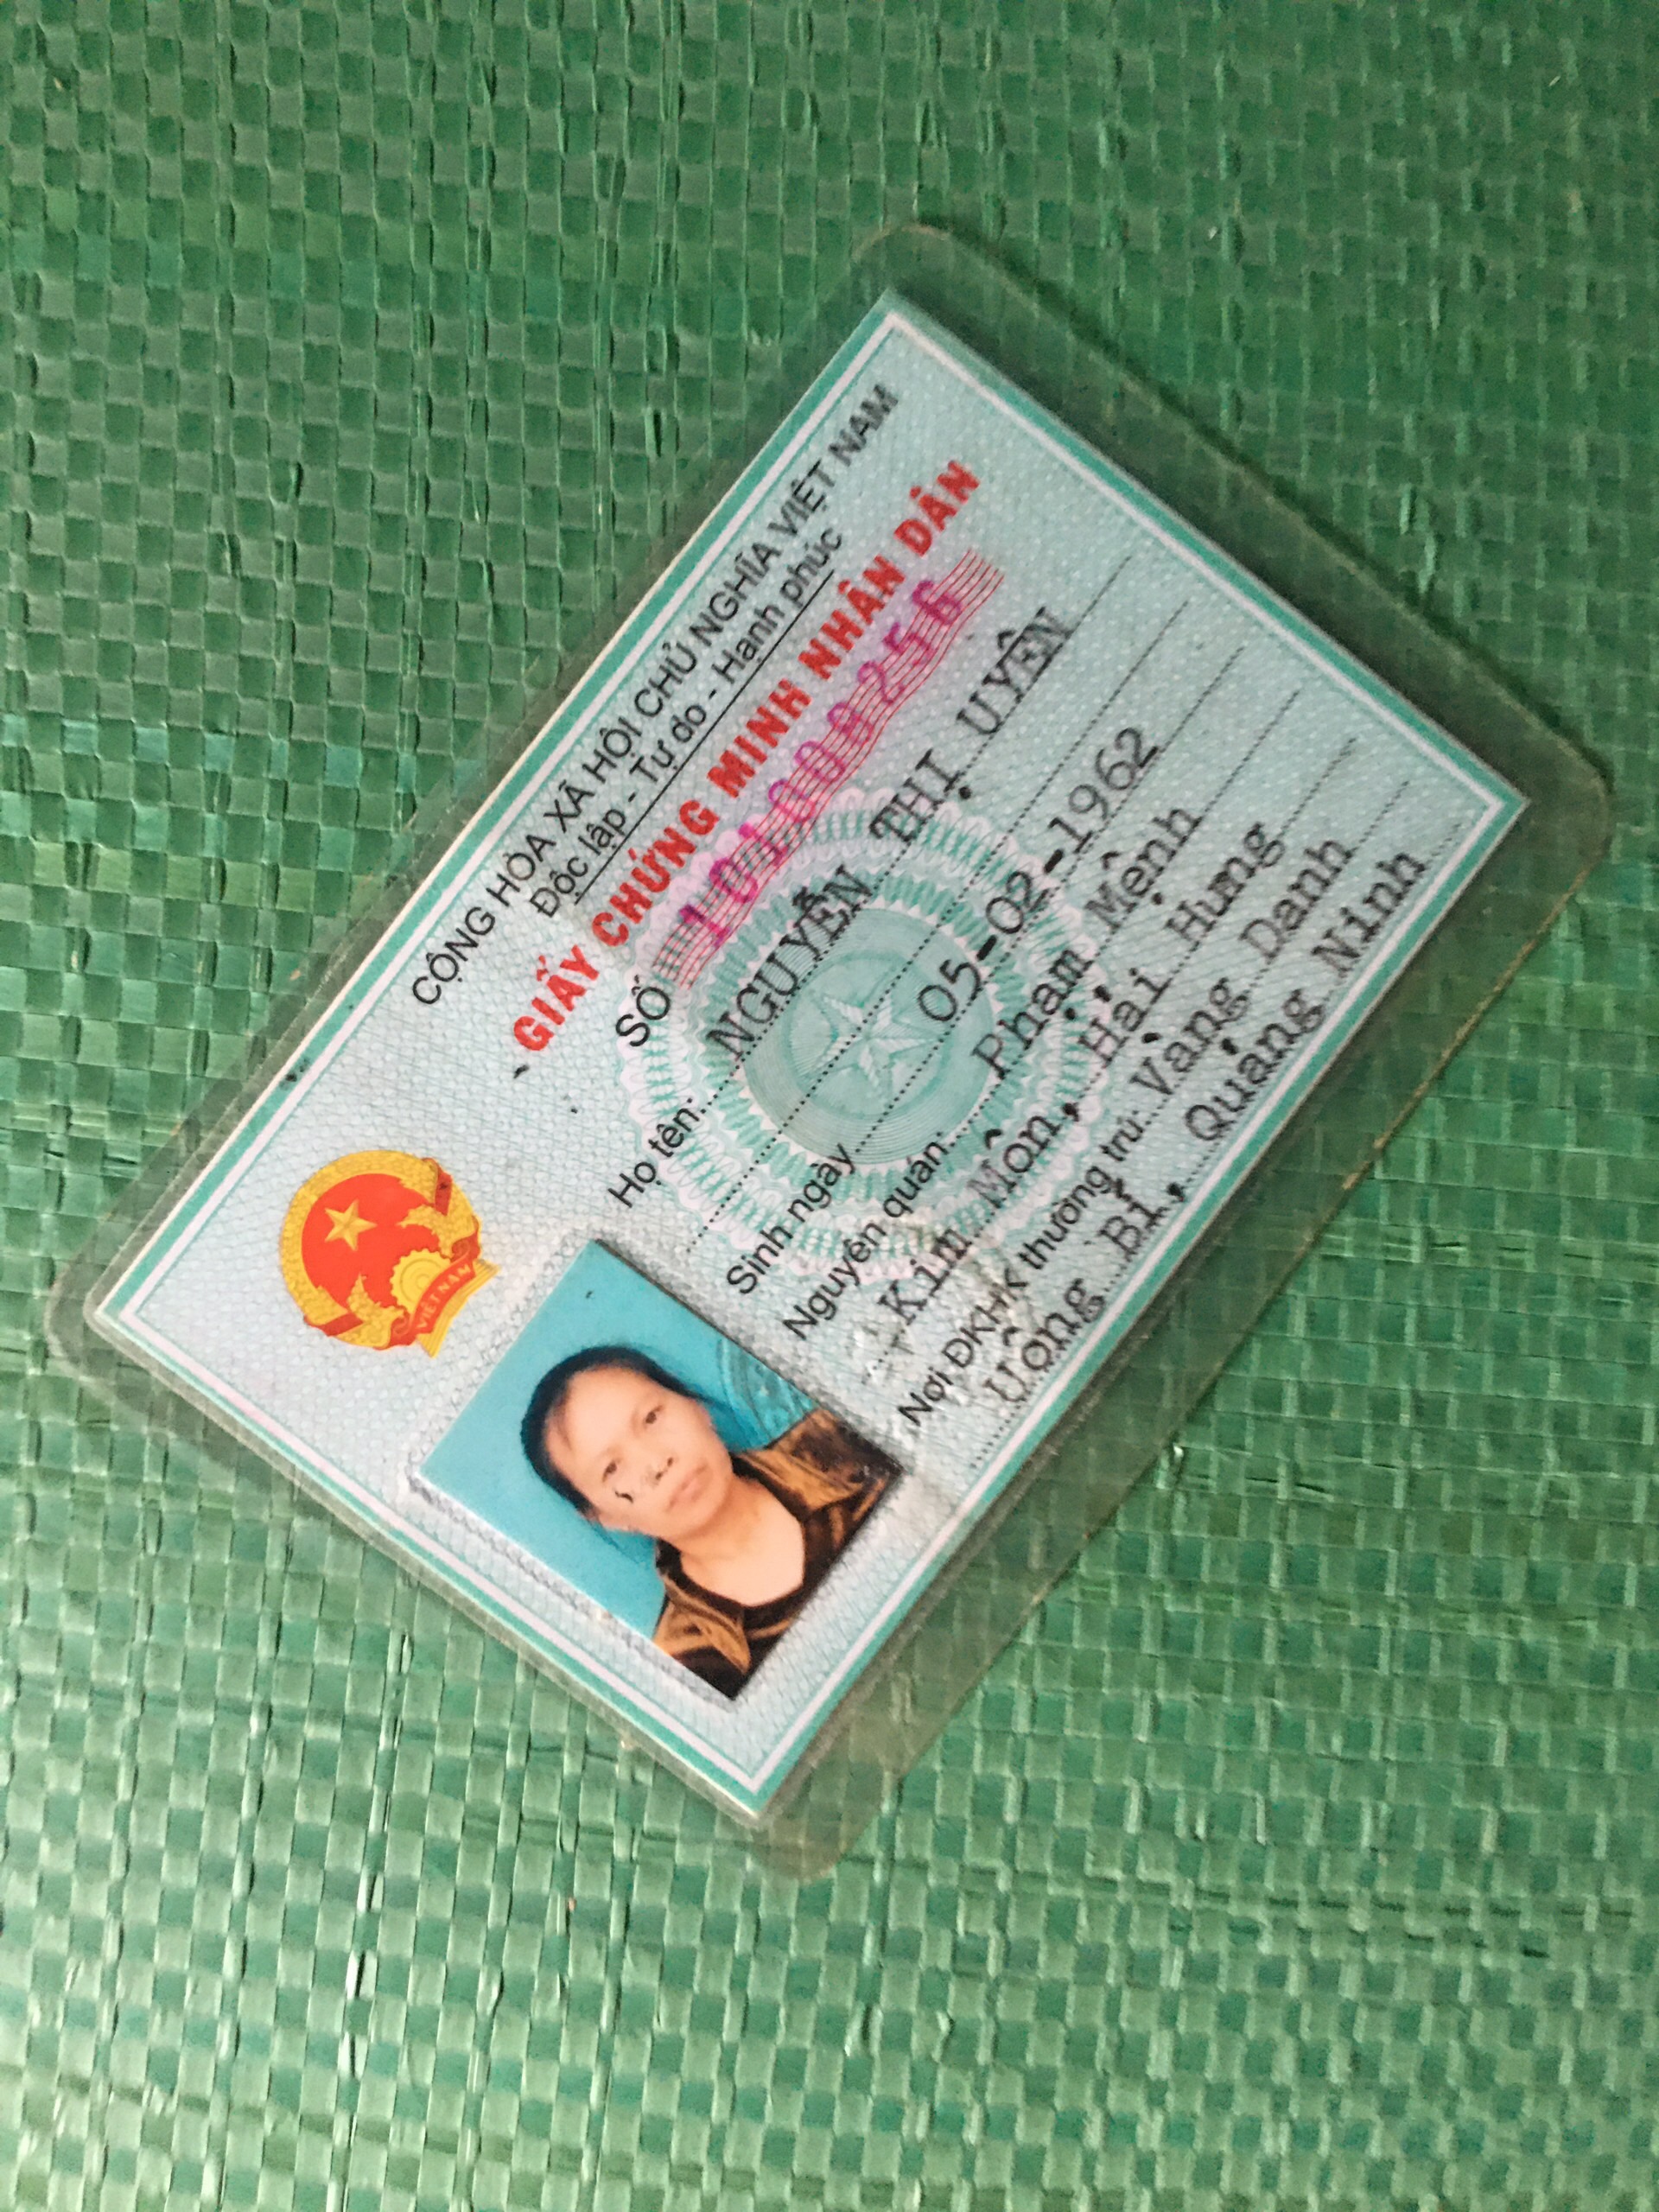 CỘNG HÒA XÃ HỘI CHỦ NGHĨA VIỆT NAM
Độc lập - Tự do - Hạnh phúc
GIẤY CHỨNG MINH NHÂN DÂN
SỐ
Họ tên: NGUYỄN THỊ UYÊN
Sinh ngày 05-02-1962
Nguyên quán: Phạm Mệnh
Kim Môn, Hải Hưng
Nơi ĐKHK thường trú: Vàng Danh
Uông Bí, Quảng Ninh
VIỆT NAM